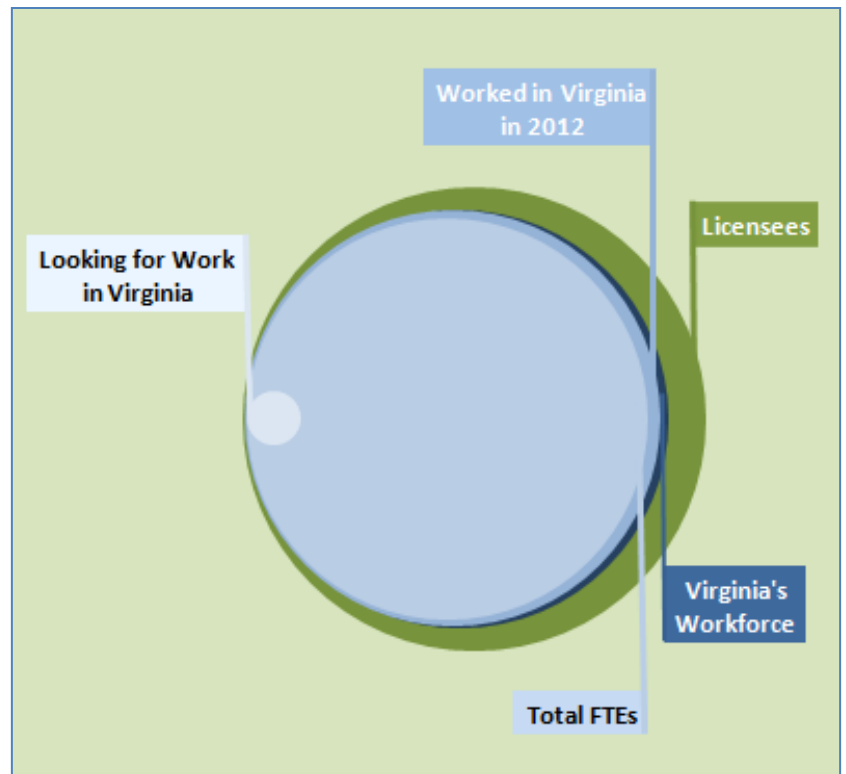 Worked in Virginia
in 2012
Licensees
Looking for Work
in Virginia
Virginia's
Workforce
Total FTEs